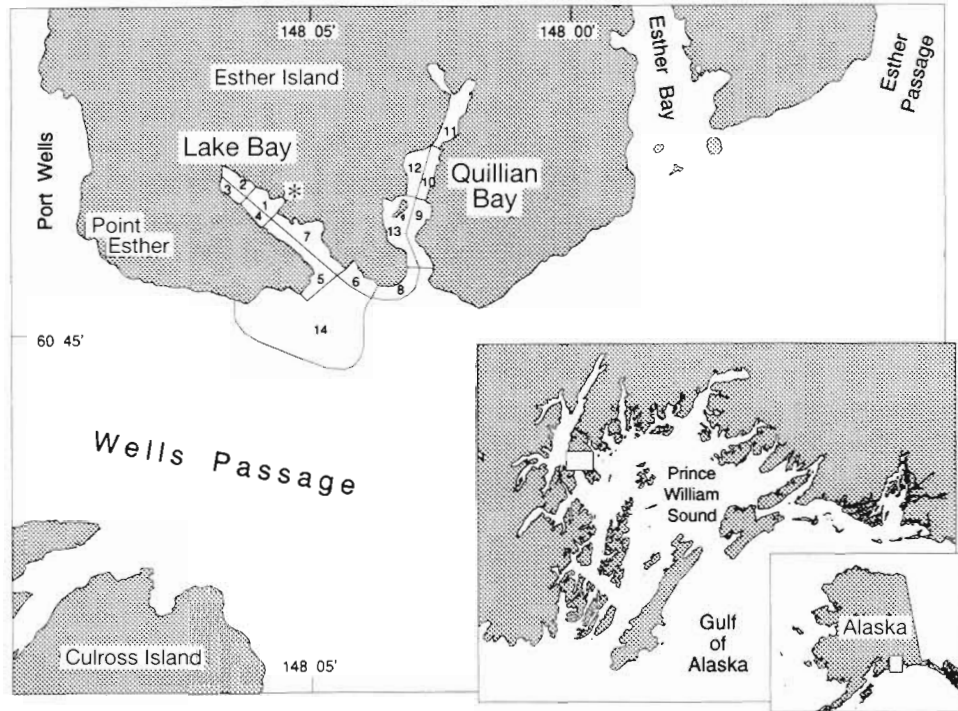 148 05'
148 00'
Esther Island
Esther Bay
Esther
Passage
Port Wells
Lake Bay
Quillian
Bay
Point
Esther
11
12
10
2
3
1
*
4
9
7
13
5
6
8
14
60 45'
Wells Passage
Prince
William
Sound
Gulf
of
Alaska
Alaska
Culross Island
148 05'